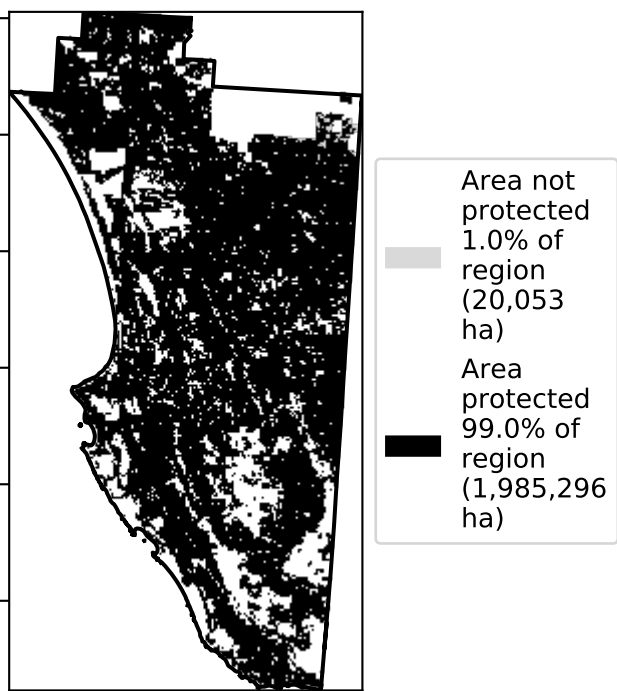 Area not
protected
1.0% of
region
(20,053
ha)
Area
protected
99.0% of
region
(1,985,296
ha)